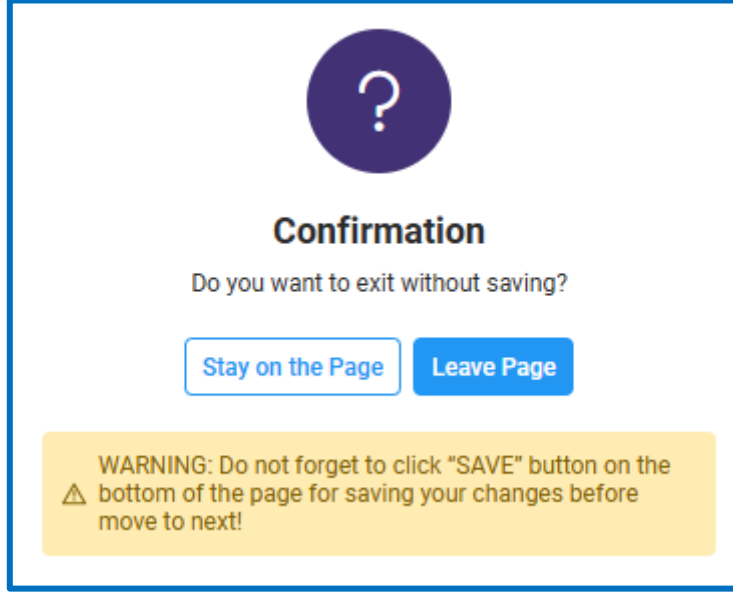 ?
Confirmation
Do you want to exit without saving?
Stay on the Page
Leave Page
WARNING: Do not forget to click “SAVE” button on the
bottom of the page for saving your changes before
move to next!